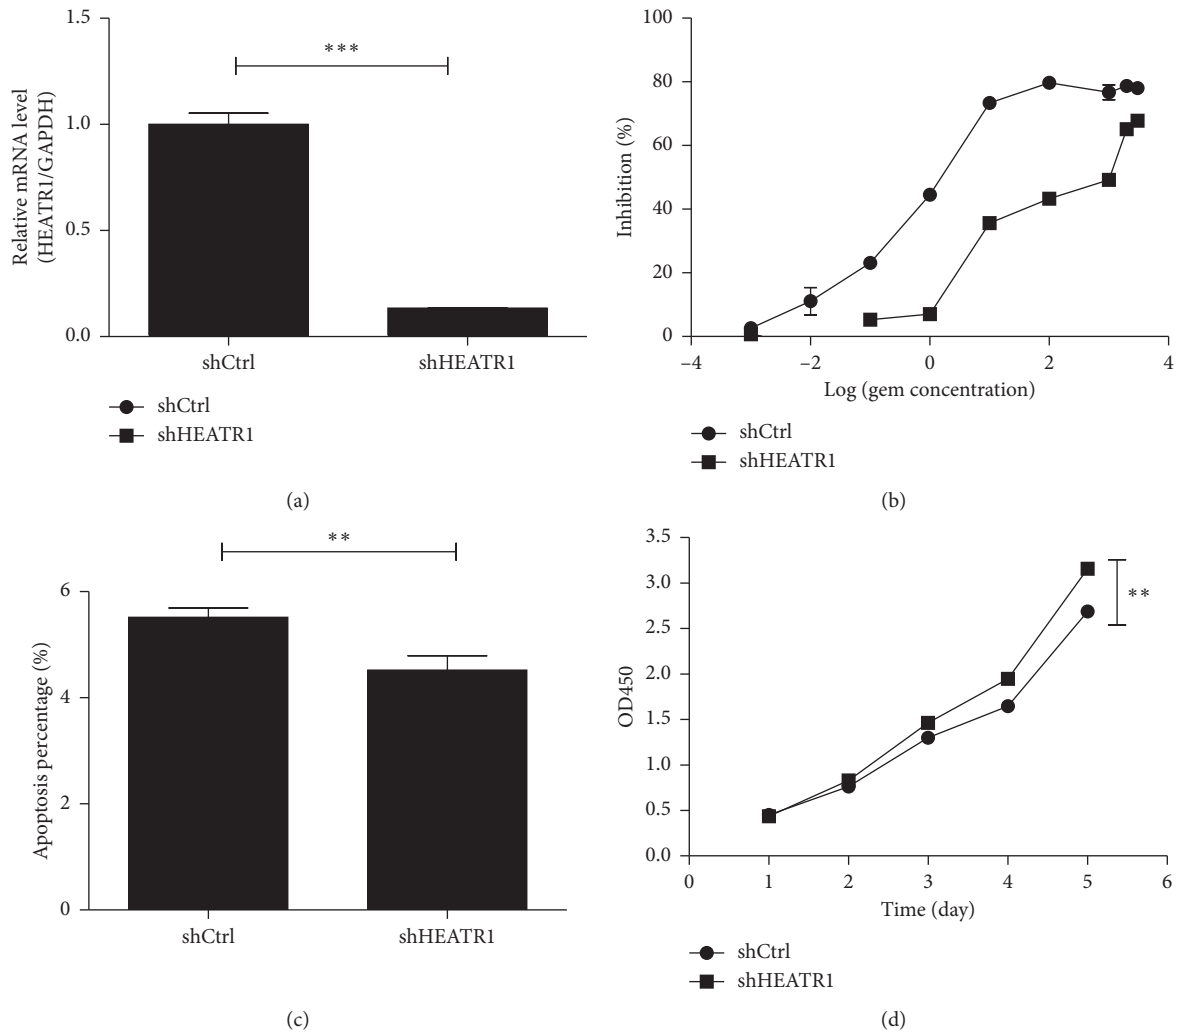 1.5
1.0
0.5
0.0
Relative mRNA level
(HEATR1/GAPDH)
***
shCtrl
shHEATR1
shCtrl
shHEATR1
(a)
100
80
60
40
20
0
Inhibition (%)
−4
−2
0
2
4
Log (gem concentration)
shCtrl
shHEATR1
(b)
6
4
2
0
Apoptosis percentage (%)
**
shCtrl
shHEATR1
(c)
3.5
3.0
2.5
2.0
1.5
1.0
0.5
0.0
OD450
**
0
1
2
3
4
5
6
Time (day)
shCtrl
shHEATR1
(d)